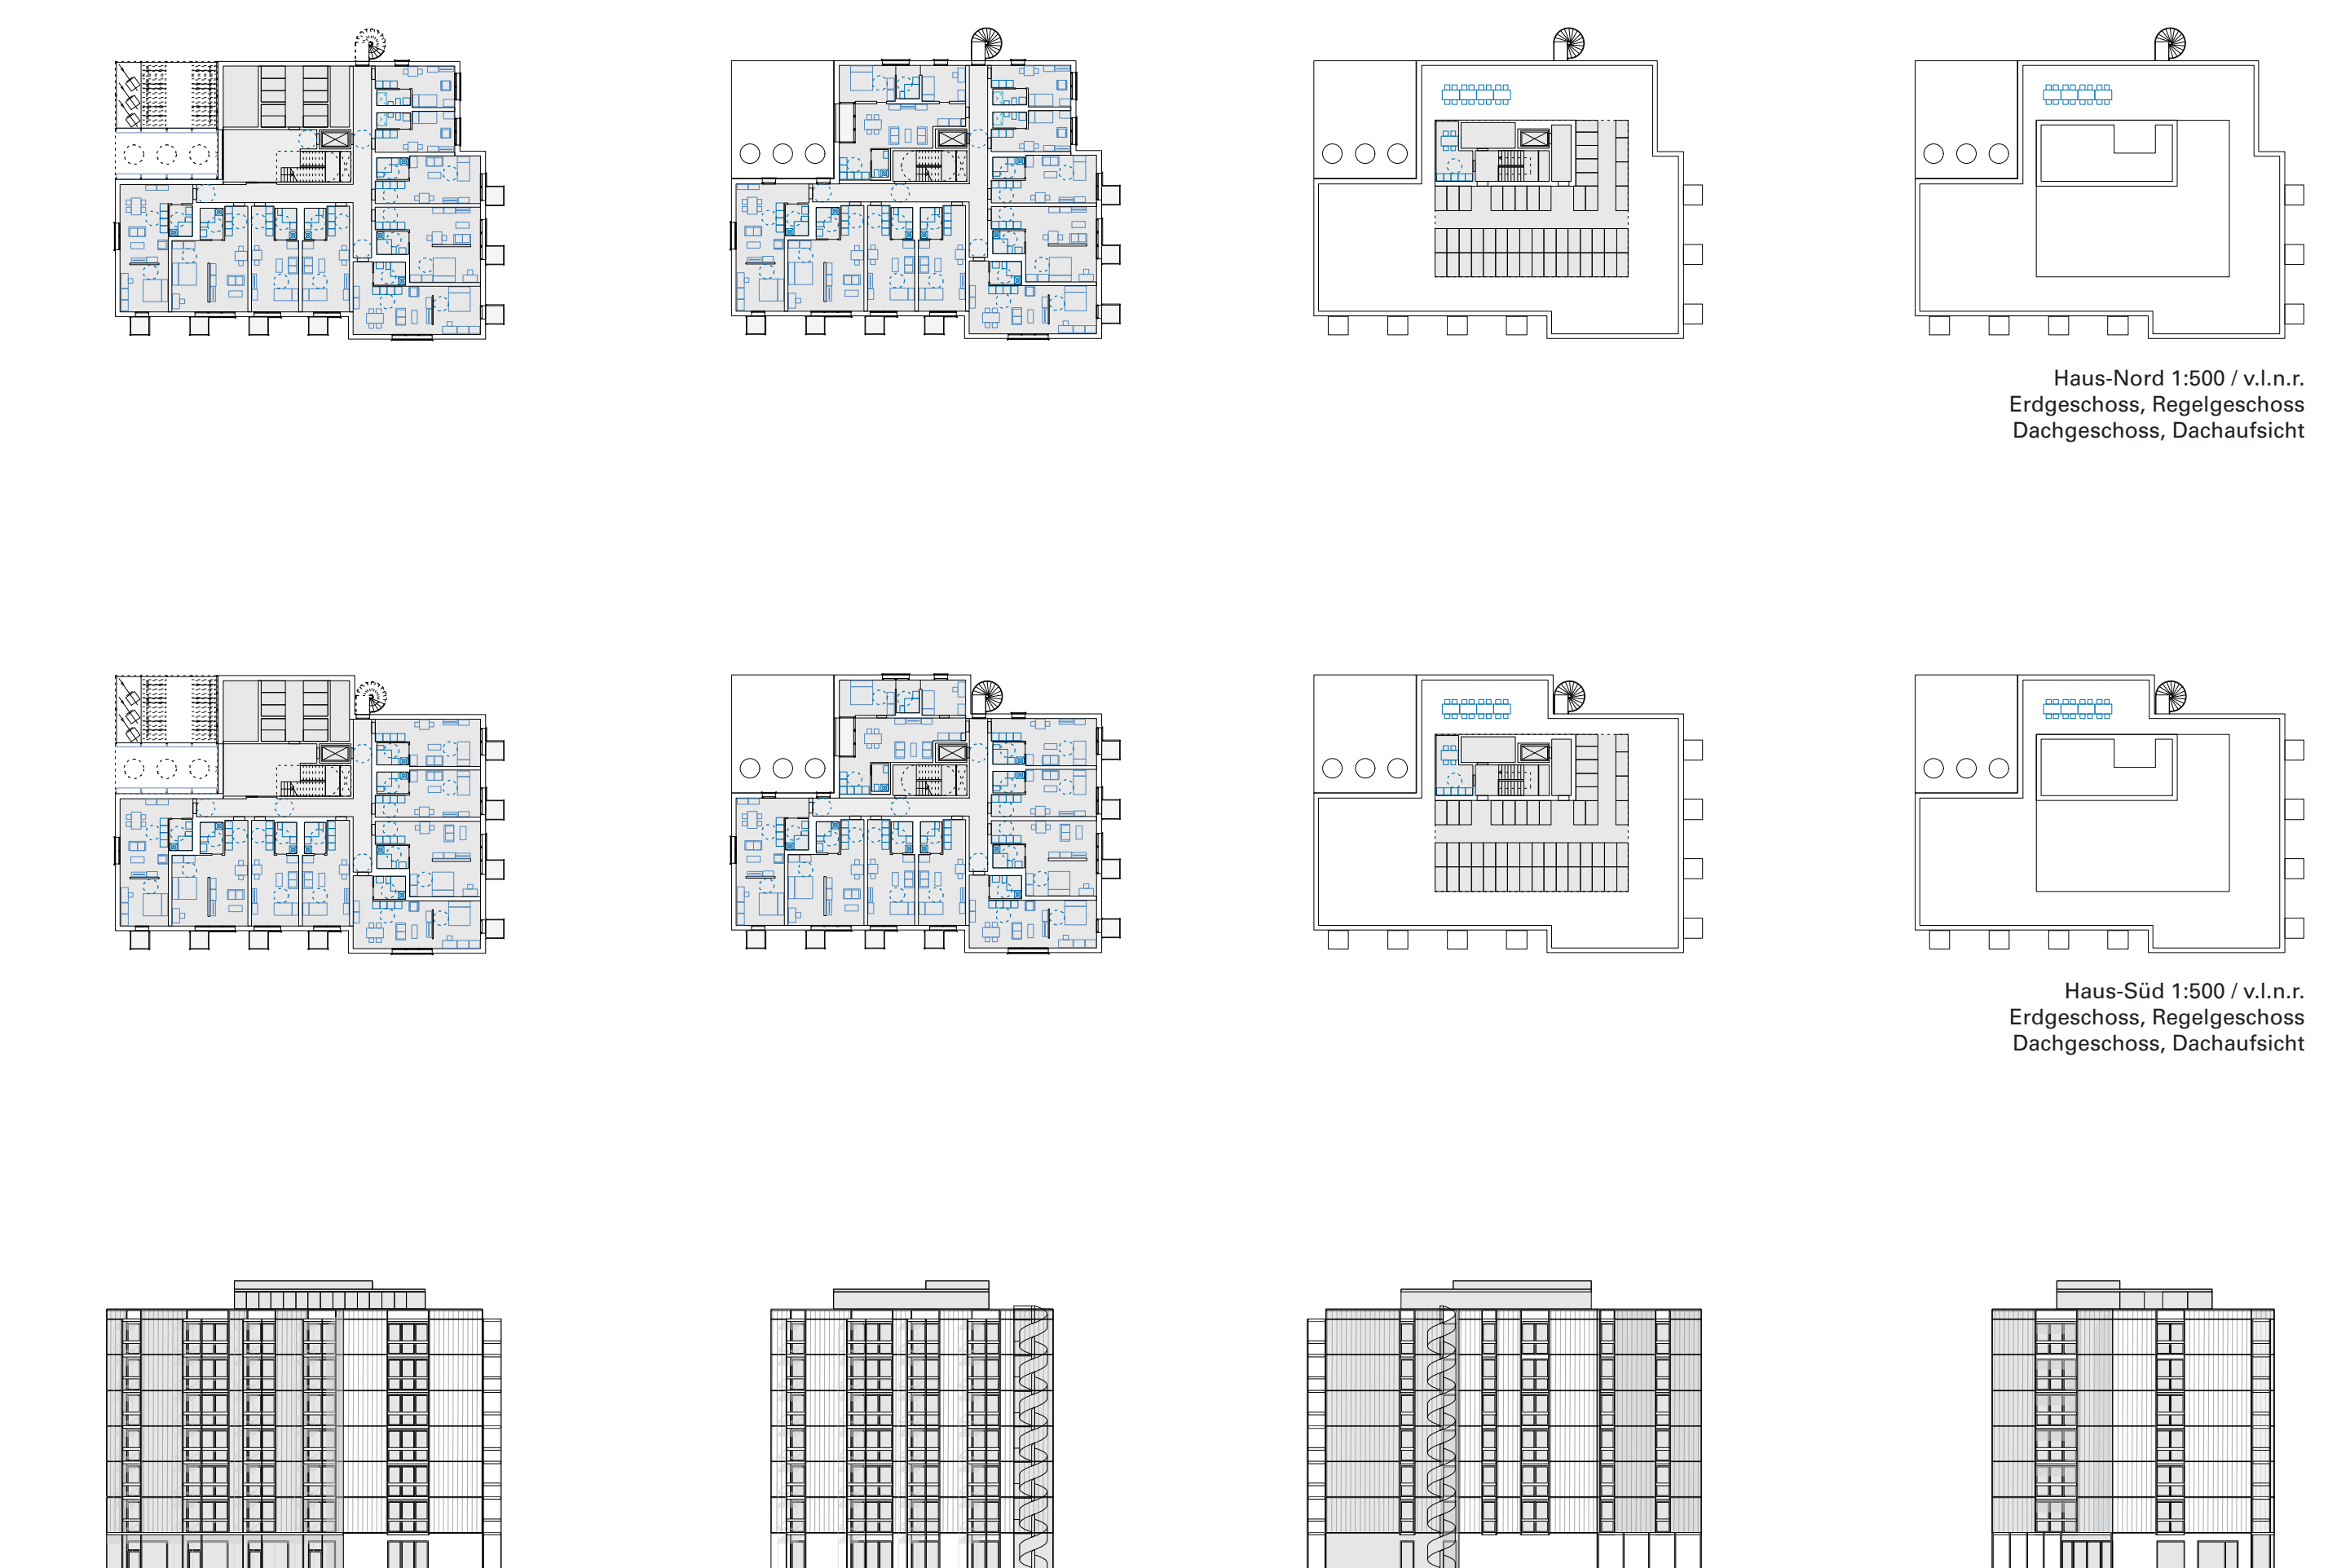 Haus-Nord 1:500 / v.l.n.r.
Erdgeschoss, Regelgeschoss
Dachgeschoss, Dachaufsicht
Haus-Süd 1:500 / v.l.n.r.
Erdgeschoss, Regelgeschoss
Dachgeschoss, Dachaufsicht